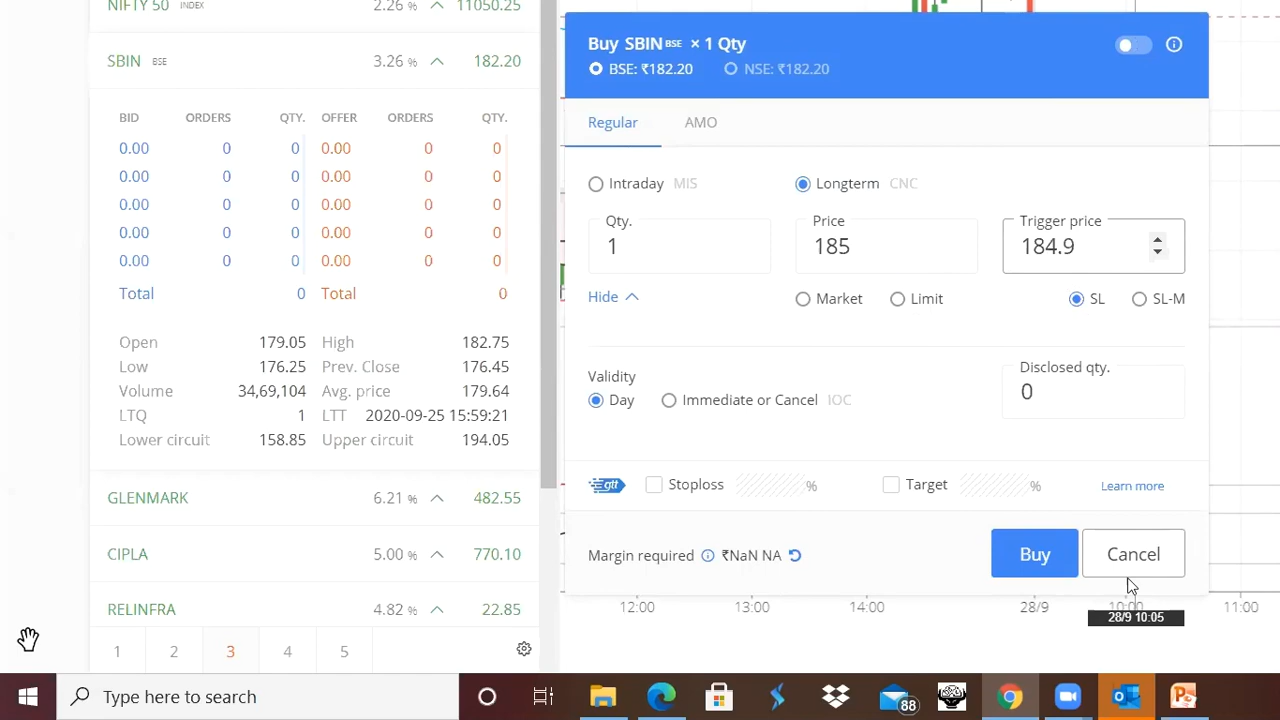 NIFTY 50 INDEX 2.26 % 11050.25
SBIN BSE 3.26 % 182.20
BID ORDERS QTY. OFFER ORDERS QTY.
0.00 0 0 0.00 0 0
0.00 0 0 0.00 0 0
0.00 0 0 0.00 0 0
0.00 0 0 0.00 0 0
0.00 0 0 0.00 0 0
Total 0 Total 0
Open 179.05 High 182.75
Low 176.25 Prev. Close 176.45
Volume 34,69,104 Avg. price 179.64
LTQ 1 LTT 2020-09-25 15:59:21
Lower circuit 158.85 Upper circuit 194.05
GLENMARK 6.21 % 482.55
CIPLA 5.00 % 770.10
RELINFRA 4.82 % 22.85
1 2 3 4 5
Buy SBIN BSE × 1 Qty
BSE: ₹182.20 NSE: ₹182.20
Regular AMO
Intraday MIS Longterm CNC
Qty. Price Trigger price
1 185 184.9
Hide Market Limit SL SL-M
Validity Disclosed qty.
Day Immediate or Cancel IOC 0
gtt Stoploss % Target % Learn more
Margin required ₹NaN NA Buy Cancel
12:00 13:00 14:00 28/9 10:00 11:00
28/9 10:05
Type here to search 88